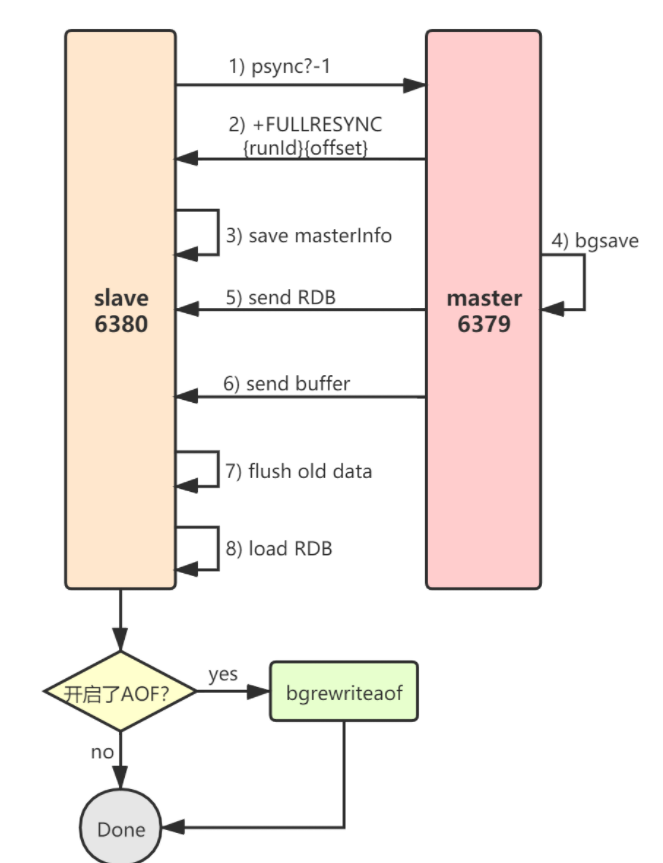 1) psync?-1
2) +FULLRESYNC
{runId}{offset}
3) save masterInfo
4) bgsave
slave
6380
5) send RDB
master
6379
6) send buffer
7) flush old data
8) load RDB
开启了AOF?
yes
bgrewriteaof
no
Done